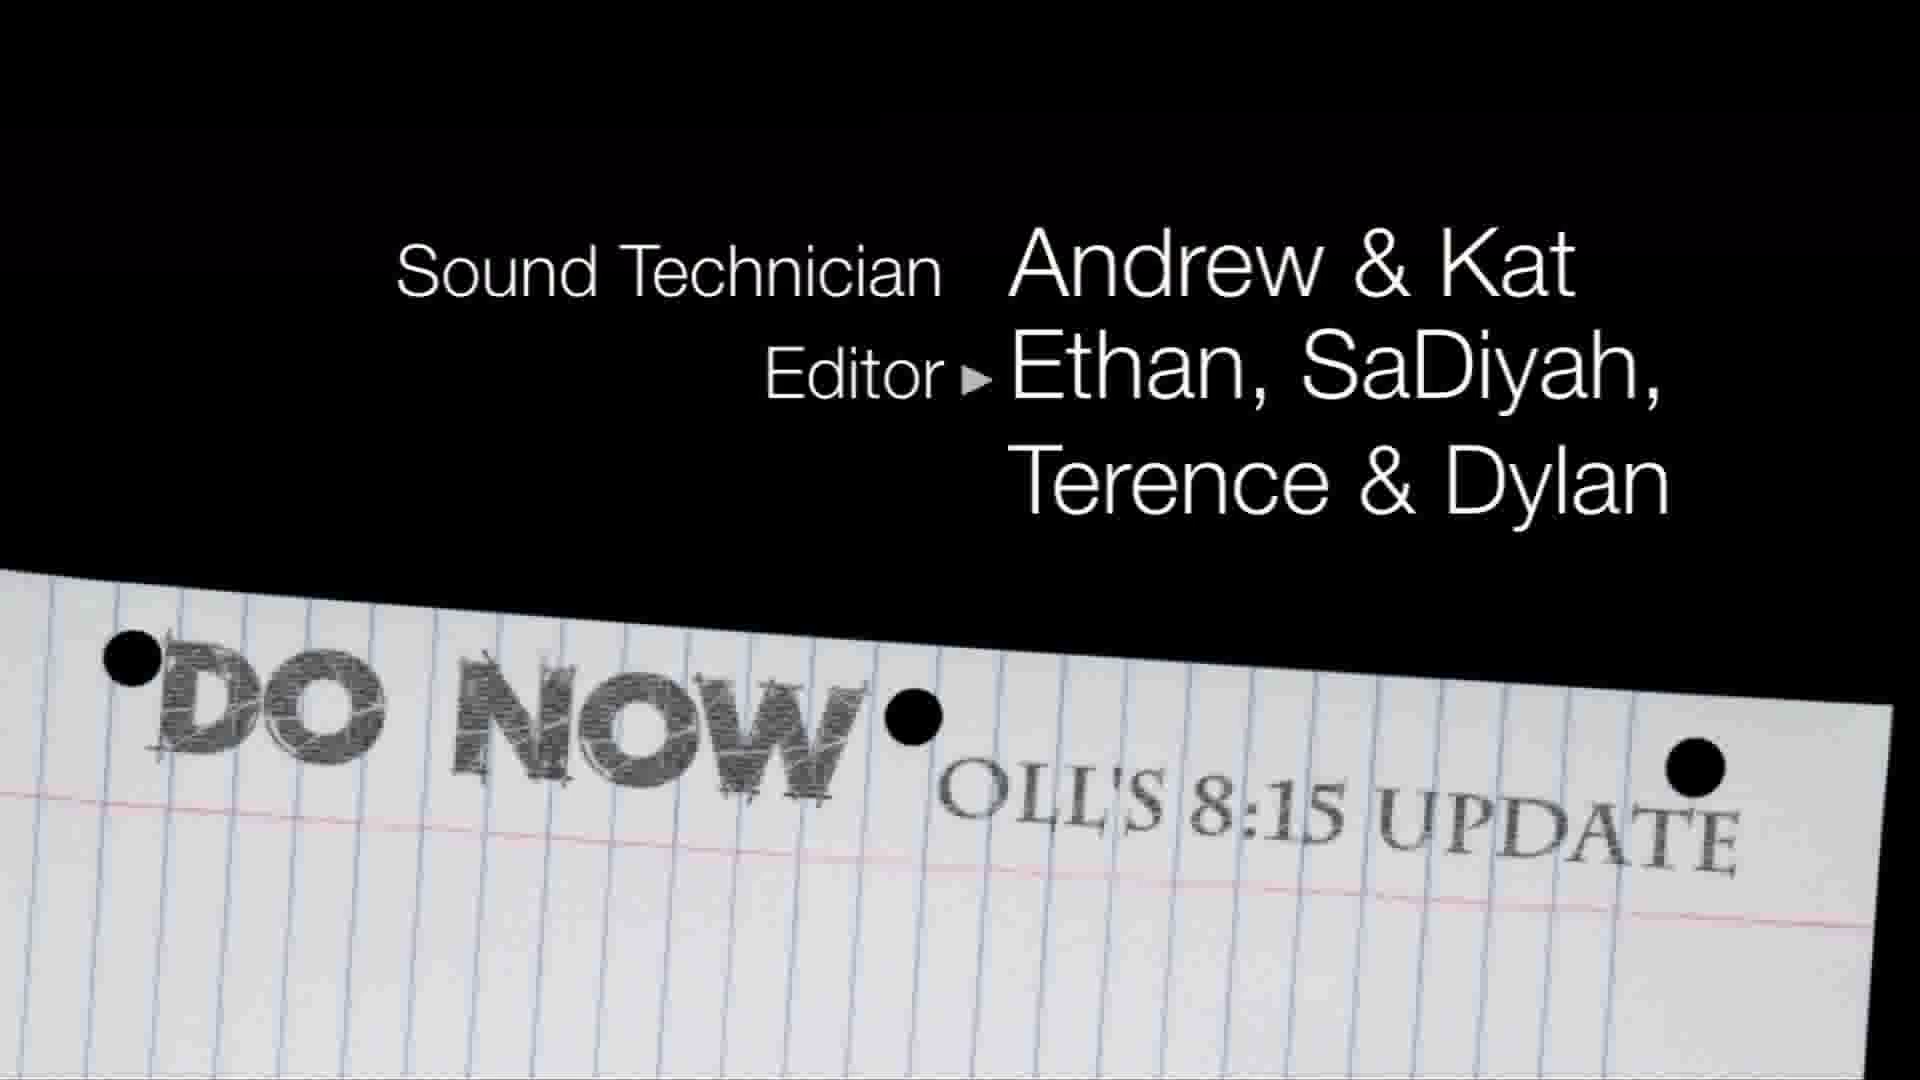 Sound Technician Andrew & Kat
Editor ▸ Ethan, SaDiyah,
Terence & Dylan
DO NOW
OLL'S 8:15 UPDATE